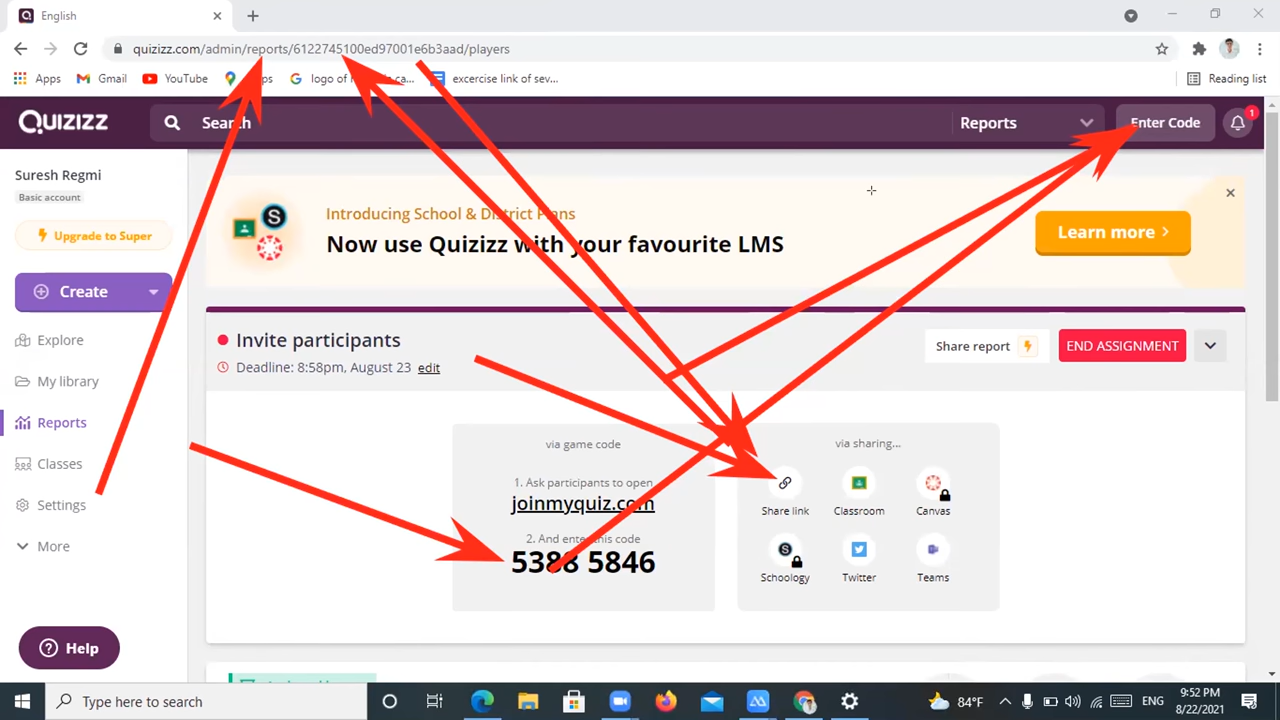 English
quizizz.com/admin/reports/6122745100ed97001e6b3aad/players
Apps
Gmail
YouTube
excercise link of sev...
Reading list
QUIZIZZ
Search
Reports
Enter Code
1
Suresh Regmi
Basic account
Upgrade to Super
Create
Explore
My library
Reports
Classes
Settings
More
Help
Introducing School & District Plans
Now use Quizizz with your favourite LMS
Learn more
Invite participants
Deadline: 8:58pm, August 23 edit
Share report
END ASSIGNMENT
via game code
1. Ask participants to open
joinmyquiz.com
2. And enter this code
5388 5846
via sharing...
Share link
Classroom
Canvas
Schoology
Twitter
Teams
Type here to search
84°F
ENG
9:52 PM
8/22/2021